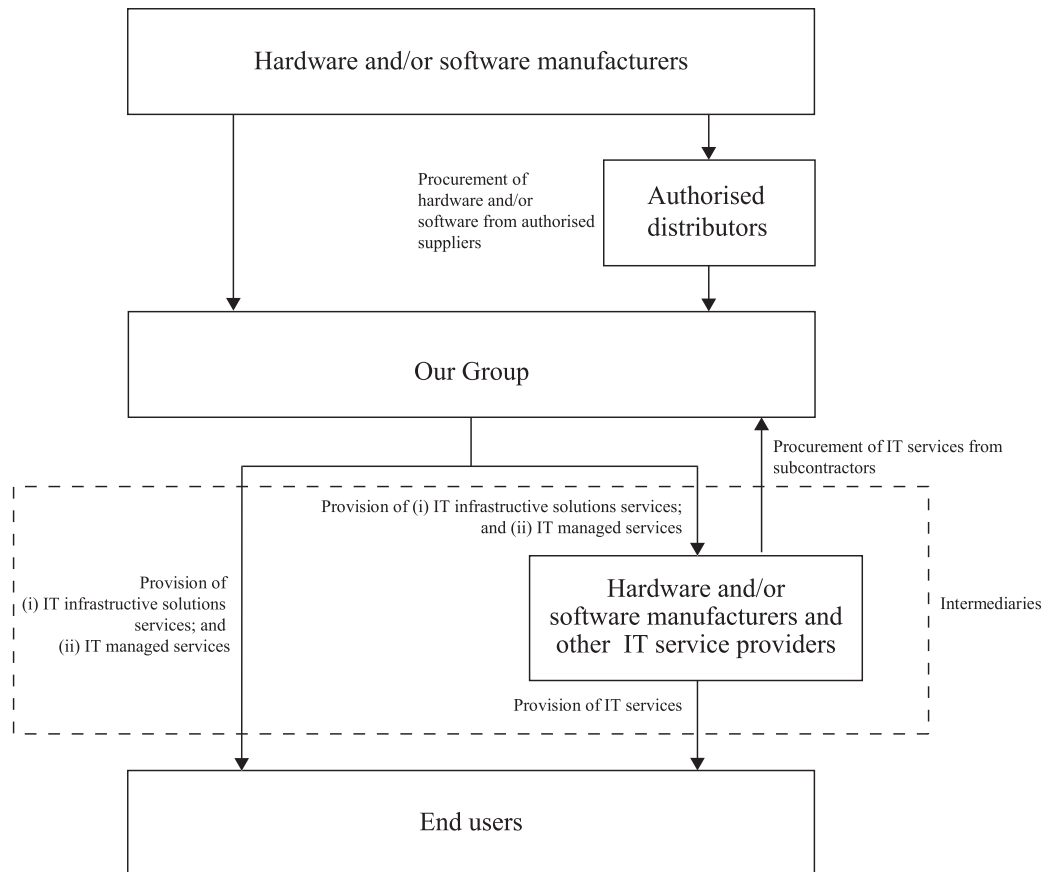 Hardware and/or software manufacturers
Procurement of
hardware and/or
software from authorised
suppliers
Authorised
distributors
Our Group
Procurement of IT services from
subcontractors
Provision of (i) IT infrastructive solutions services;
and (ii) IT managed services
Provision of
(i) IT infrastructive solutions
services; and
(ii) IT managed services
Hardware and/or
software manufacturers and
other IT service providers
Intermediaries
Provision of IT services
End users